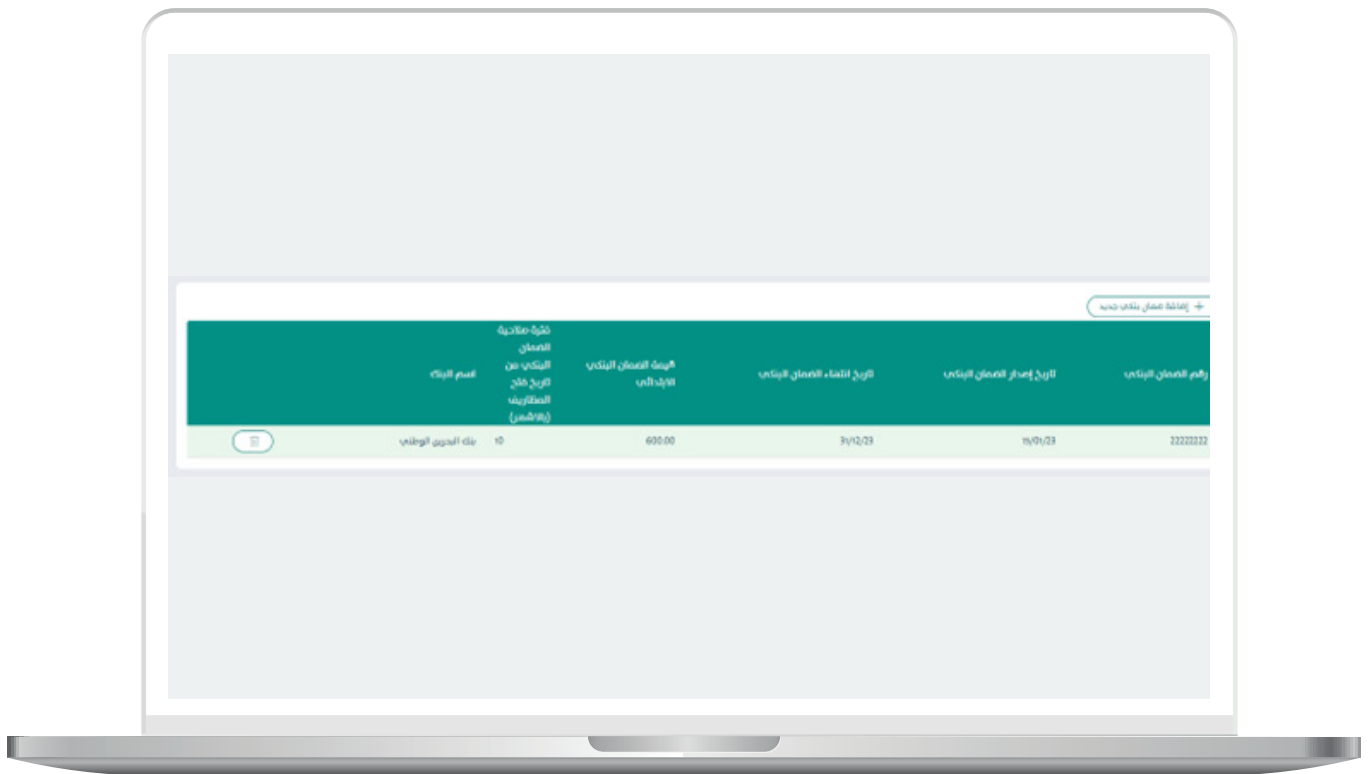 + إضافة ضمان بنكي جديد
رقم الضمان البنكي
تاريخ إصدار الضمان البنكي
تاريخ انتهاء الضمان البنكي
قيمة الضمان البنكي
الابتدائي
فترة صلاحية
الضمان
البنكي من
تاريخ فتح
المظاريف
(بالأشهر)
اسم البنك
22222222
11/01/23
31/12/23
600.00
10
بنك البحرين الوطني